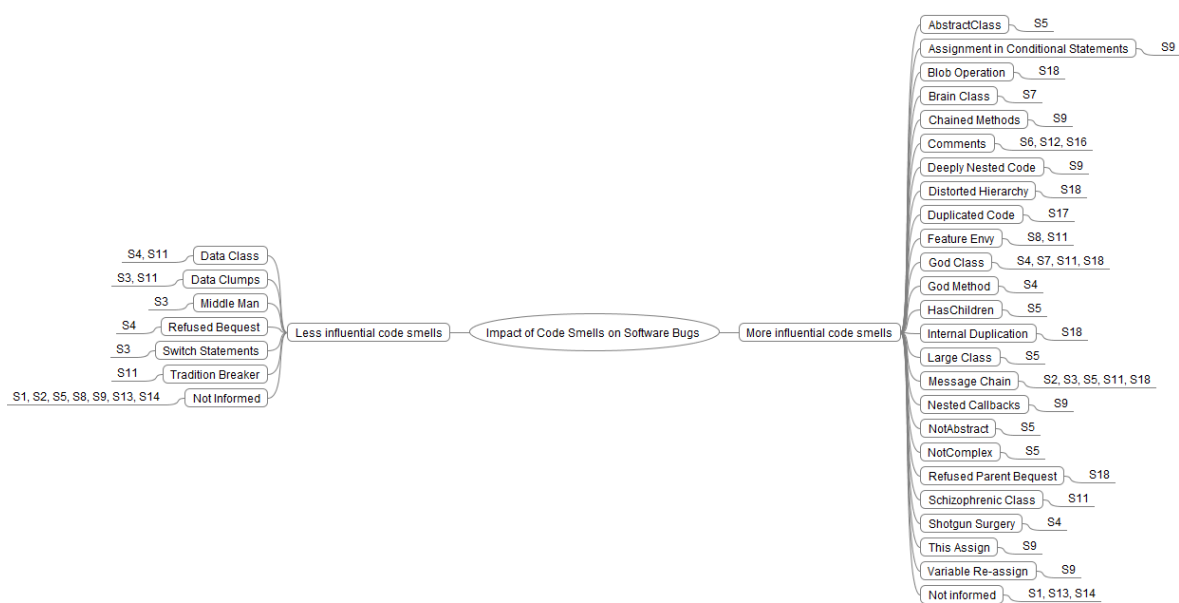 Impact of Code Smells on Software Bugs
Less influential code smells
Data Class
S4, S11
Data Clumps
S3, S11
Middle Man
S3
Refused Bequest
S4
Switch Statements
S3
Tradition Breaker
S11
Not Informed
S1, S2, S5, S8, S9, S13, S14
More influential code smells
AbstractClass
S5
Assignment in Conditional Statements
S9
Blob Operation
S18
Brain Class
S7
Chained Methods
S9
Comments
S6, S12, S16
Deeply Nested Code
S9
Distorted Hierarchy
S18
Duplicated Code
S17
Feature Envy
S8, S11
God Class
S4, S7, S11, S18
God Method
S4
HasChildren
S5
Internal Duplication
S18
Large Class
S5
Message Chain
S2, S3, S5, S11, S18
Nested Callbacks
S9
NotAbstract
S5
NotComplex
S5
Refused Parent Bequest
S18
Schizophrenic Class
S11
Shotgun Surgery
S4
This Assign
S9
Variable Re-assign
S9
Not informed
S1, S13, S14